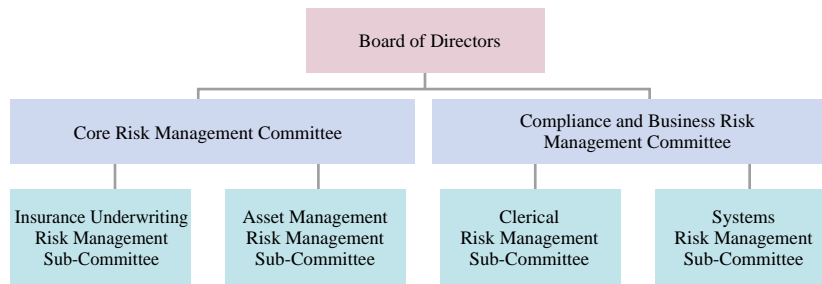 Board of Directors
Core Risk Management Committee
Compliance and Business Risk
Management Committee
Insurance Underwriting
Risk Management
Sub-Committee
Asset Management
Risk Management
Sub-Committee
Clerical
Risk Management
Sub-Committee
Systems
Risk Management
Sub-Committee